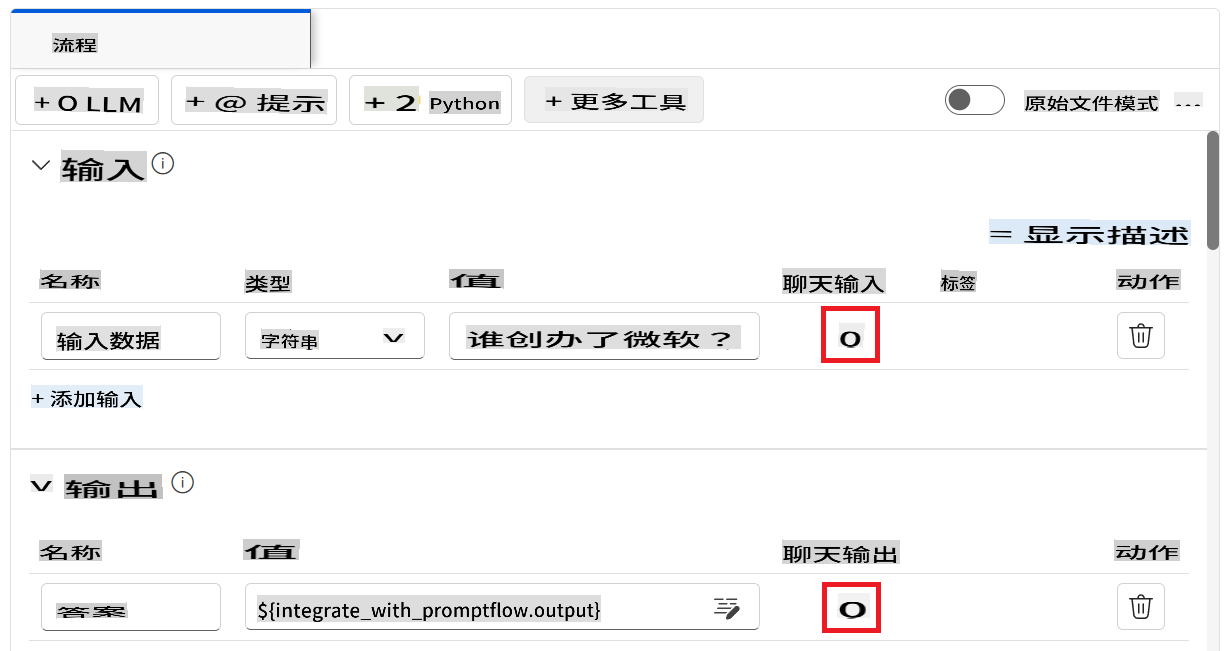 流程
+ O LLM + @ 提示 + 2 Python + 更多工具 原始文件模式 ...
输入
= 显示描述
名称 类型 值 聊天输入 标签 动作
输入数据 字符串 谁创办了微软？ O
+ 添加输入
输出
名称 值 聊天输出 动作
答案 ${integrate_with_promptflow.output} O